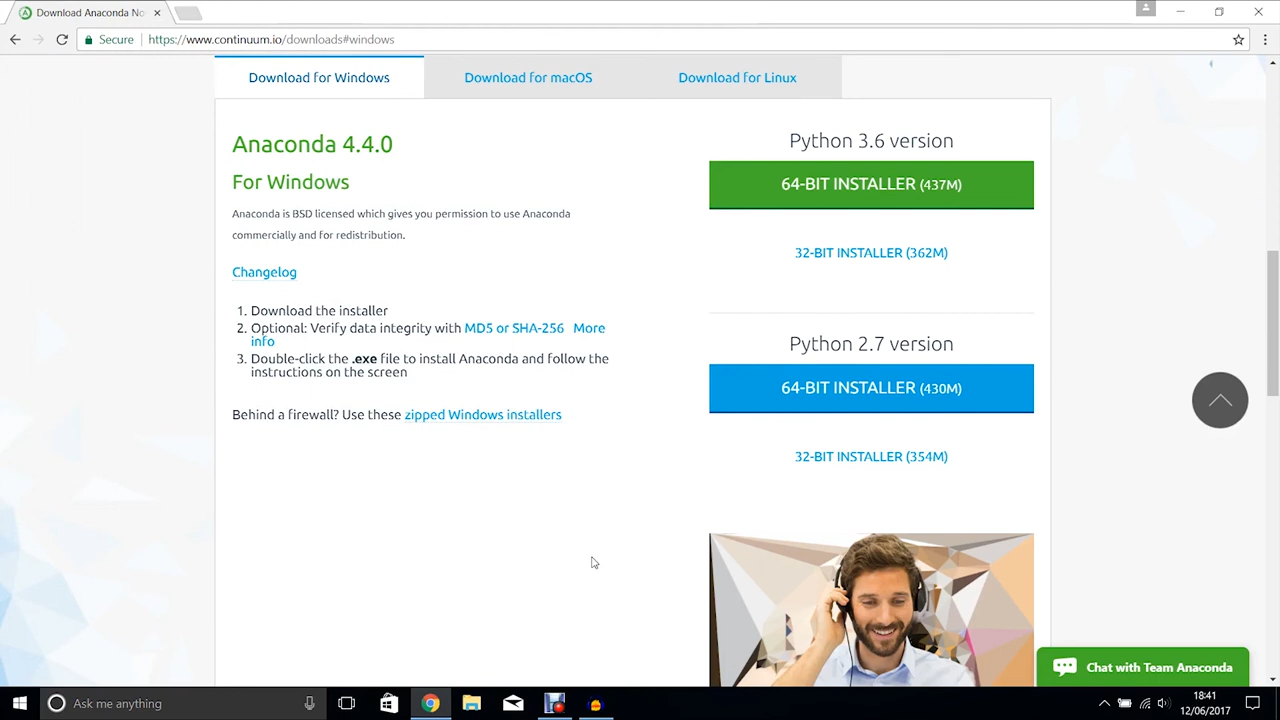 Download Anaconda No
Secure https://www.continuum.io/downloads#windows
Download for Windows
Download for macOS
Download for Linux
Anaconda 4.4.0
For Windows
Anaconda is BSD licensed which gives you permission to use Anaconda
commercially and for redistribution.
Changelog
1. Download the installer
2. Optional: Verify data integrity with MD5 or SHA-256 More
info
3. Double-click the .exe file to install Anaconda and follow the
instructions on the screen
Behind a firewall? Use these zipped Windows installers
Python 3.6 version
64-BIT INSTALLER (437M)
32-BIT INSTALLER (362M)
Python 2.7 version
64-BIT INSTALLER (430M)
32-BIT INSTALLER (354M)
Chat with Team Anaconda
Ask me anything
18:41
12/06/2017